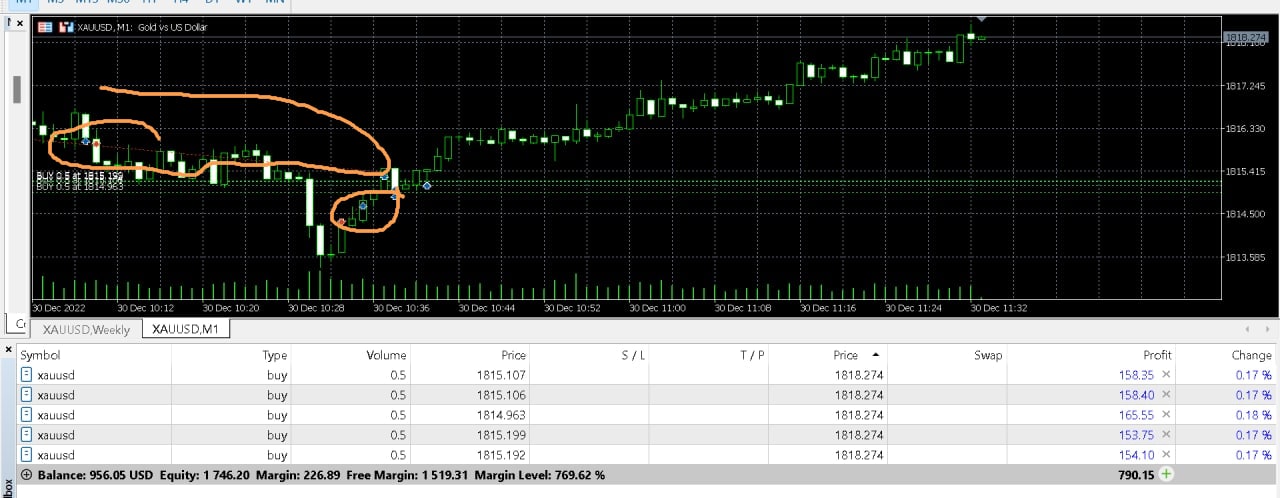 M1 M5 M15 M30 H1 H4 D1 W1 MN
XAUUSD, M1: Gold vs US Dollar
1818.274
1817.245
1816.330
1815.415
1814.500
1813.585
BUY 0.5 at 1815.199
BUY 0.5 at 1814.963
30 Dec 2022 30 Dec 10:12 30 Dec 10:20 30 Dec 10:28 30 Dec 10:36 30 Dec 10:44 30 Dec 10:52 30 Dec 11:00 30 Dec 11:08 30 Dec 11:16 30 Dec 11:24 30 Dec 11:32
XAUUSD,Weekly XAUUSD,M1
Symbol Type Volume Price S / L T / P Price Swap Profit Change
xauusd buy 0.5 1815.107 1818.274 158.35 0.17 %
xauusd buy 0.5 1815.106 1818.274 158.40 0.17 %
xauusd buy 0.5 1814.963 1818.274 165.55 0.18 %
xauusd buy 0.5 1815.199 1818.274 153.75 0.17 %
xauusd buy 0.5 1815.192 1818.274 154.10 0.17 %
Balance: 956.05 USD Equity: 1 746.20 Margin: 226.89 Free Margin: 1 519.31 Margin Level: 769.62 % 790.15